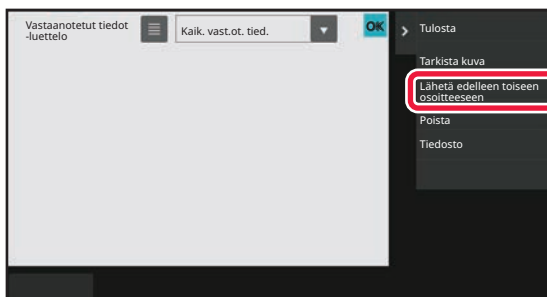 Vastaanotetut tiedot
-luettelo
Kaik. vast.ot. tied.
OK
Tulosta
Tarkista kuva
Lähetä edelleen toiseen
osoitteeseen
Poista
Tiedosto